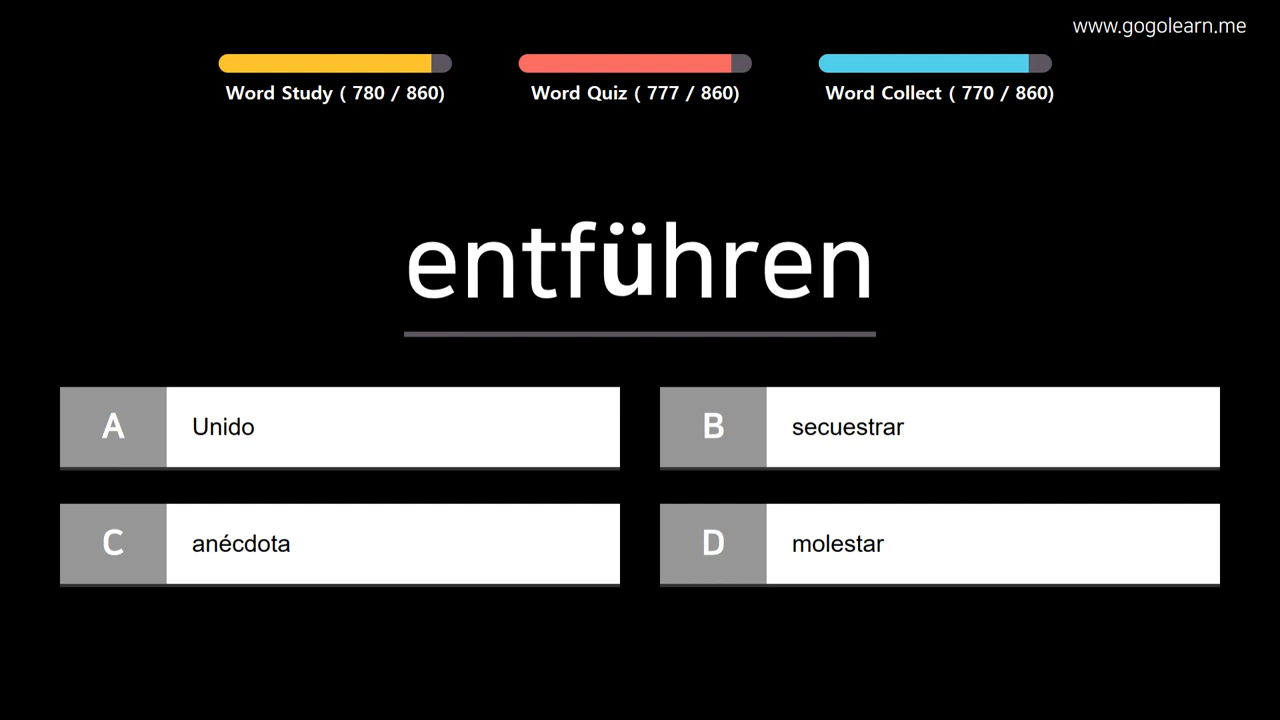 www.gogolearn.me
Word Study ( 780 / 860)
Word Quiz ( 777 / 860)
Word Collect ( 770 / 860)
entführen
A Unido
B secuestrar
C anécdota
D molestar